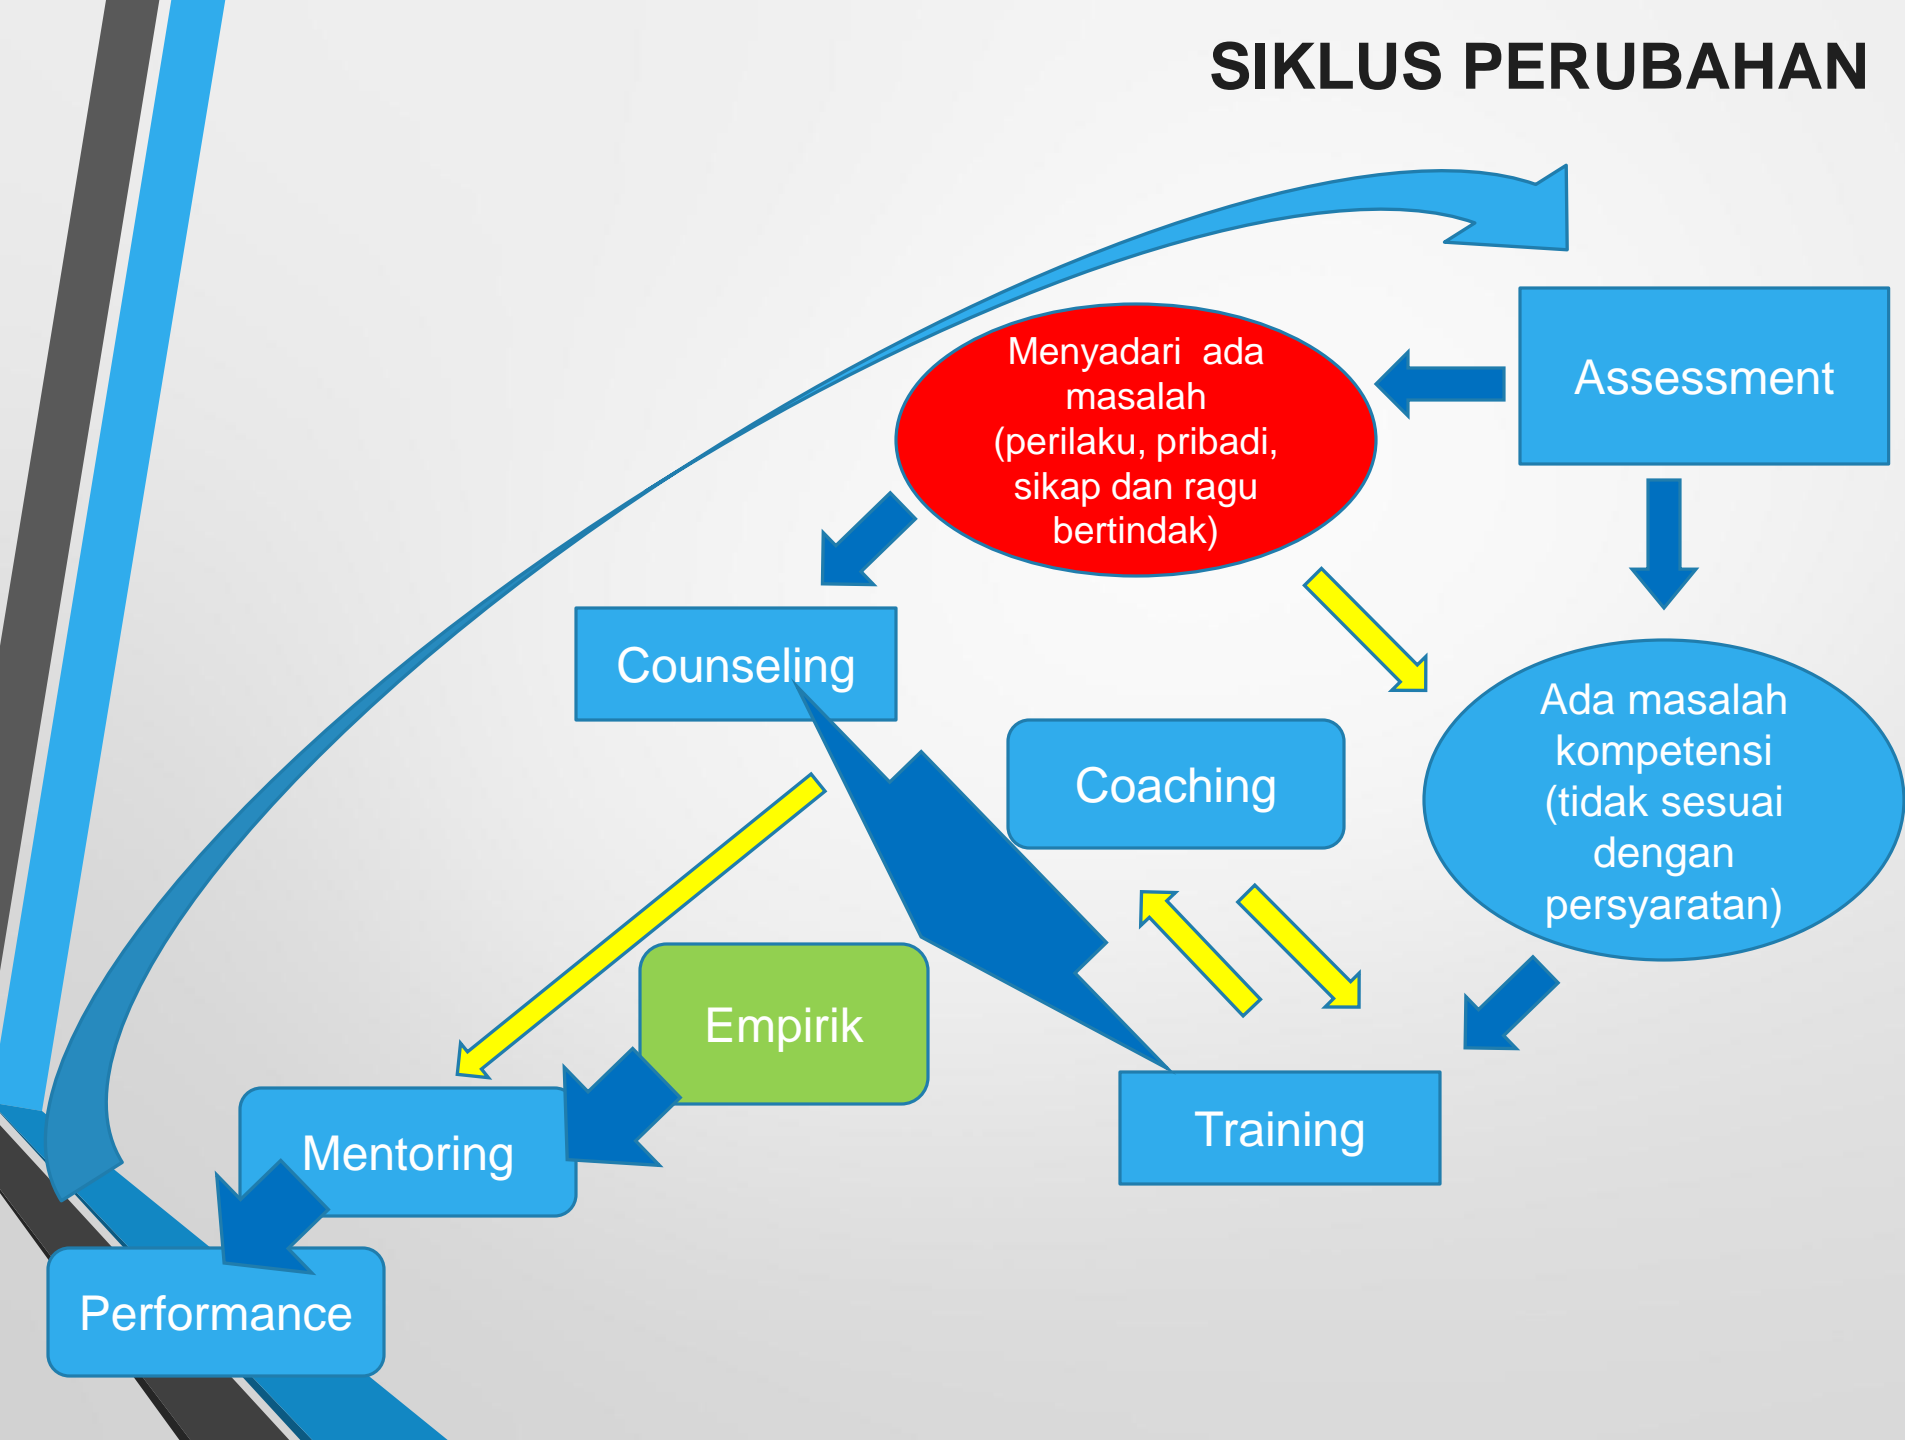 SIKLUS PERUBAHAN
Menyadari ada
masalah
(perilaku, pribadi,
sikap dan ragu
bertindak)
Assessment
Counseling
Ada masalah
kompetensi
(tidak sesuai
dengan
persyaratan)
Coaching
Empirik
Mentoring
Training
Performance